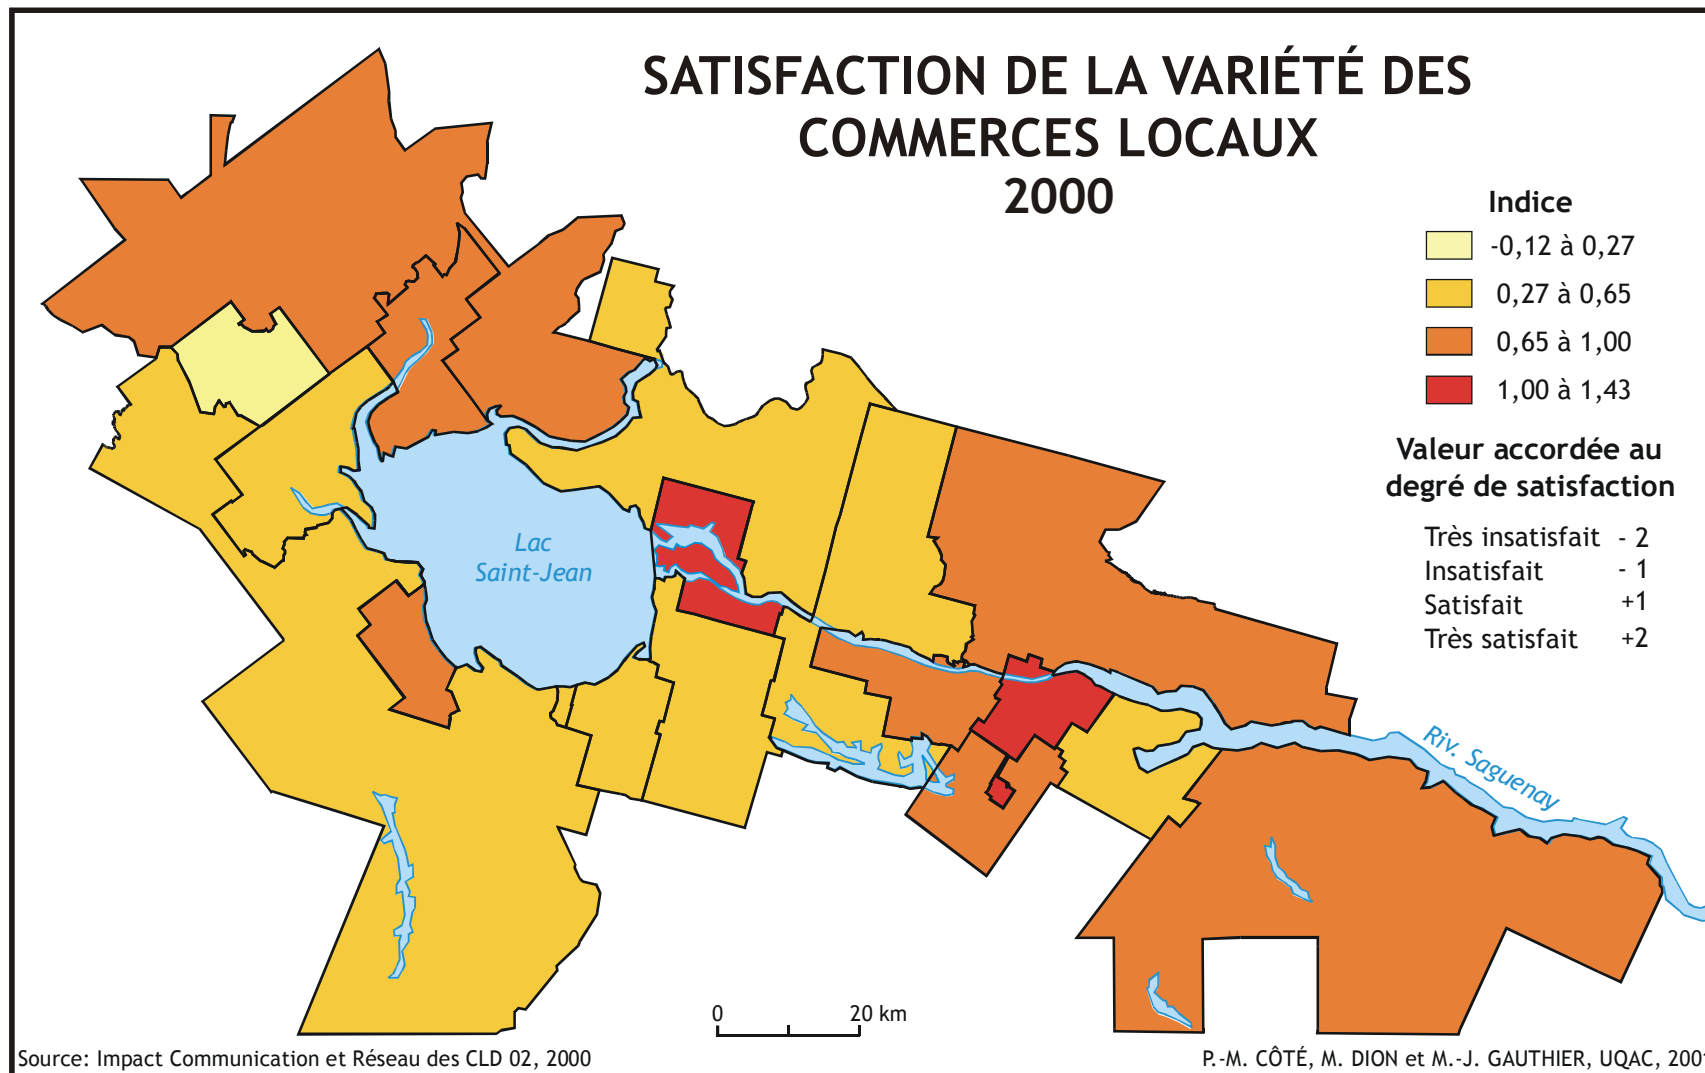 SATISFACTION DE LA VARIÉTÉ DES
COMMERCES LOCAUX
2000
Indice
-0,12 à 0,27
0,27 à 0,65
0,65 à 1,00
1,00 à 1,43
Valeur accordée au
degré de satisfaction
Très insatisfait - 2
Insatisfait - 1
Satisfait +1
Très satisfait +2
Lac
Saint-Jean
Riv. Saguenay
0 20 km
Source: Impact Communication et Réseau des CLD 02, 2000
P.-M. CÔTÉ, M. DION et M.-J. GAUTHIER, UQAC, 2001